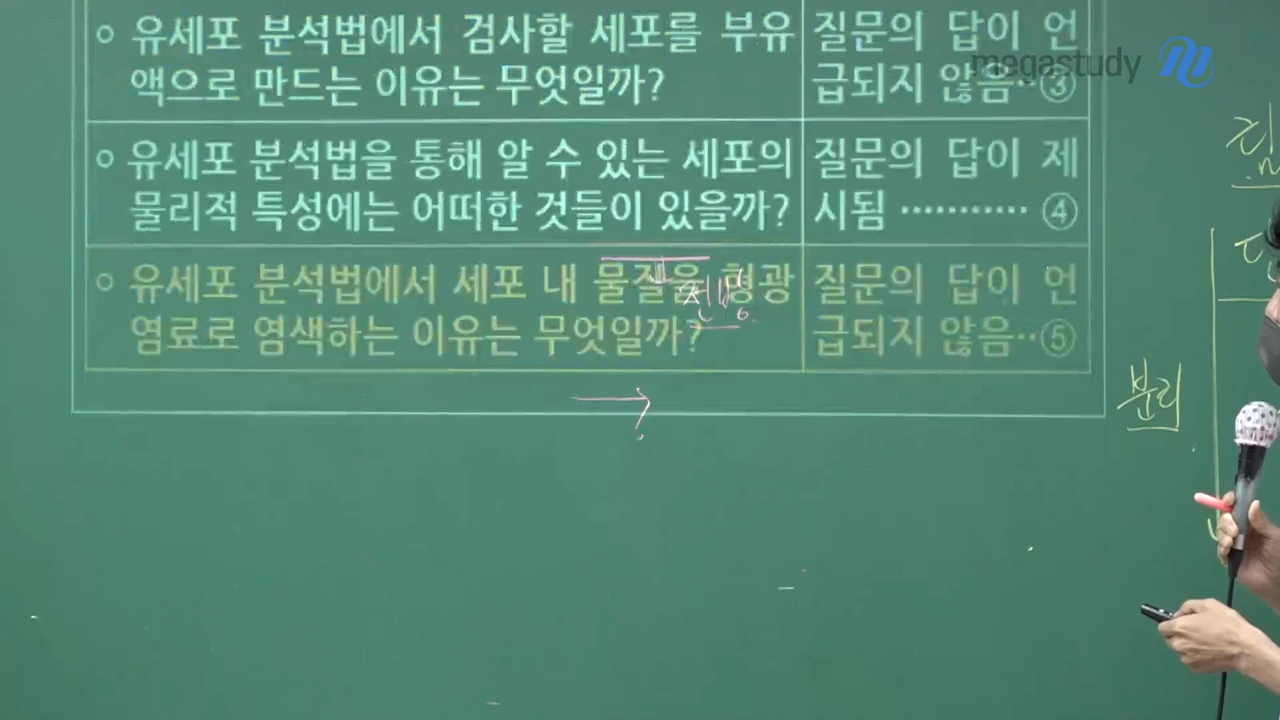 ○ 유세포 분석법에서 검사할 세포를 부유
액으로 만드는 이유는 무엇일까?
질문의 답이 언
급되지 않음··③
megastudy
○ 유세포 분석법을 통해 알 수 있는 세포의
물리적 특성에는 어떠한 것들이 있을까?
질문의 답이 제
시됨 ············ ④
○ 유세포 분석법에서 세포 내 물질을 형광
염료로 염색하는 이유는 무엇일까?
질문의 답이 언
급되지 않음··⑤
분리